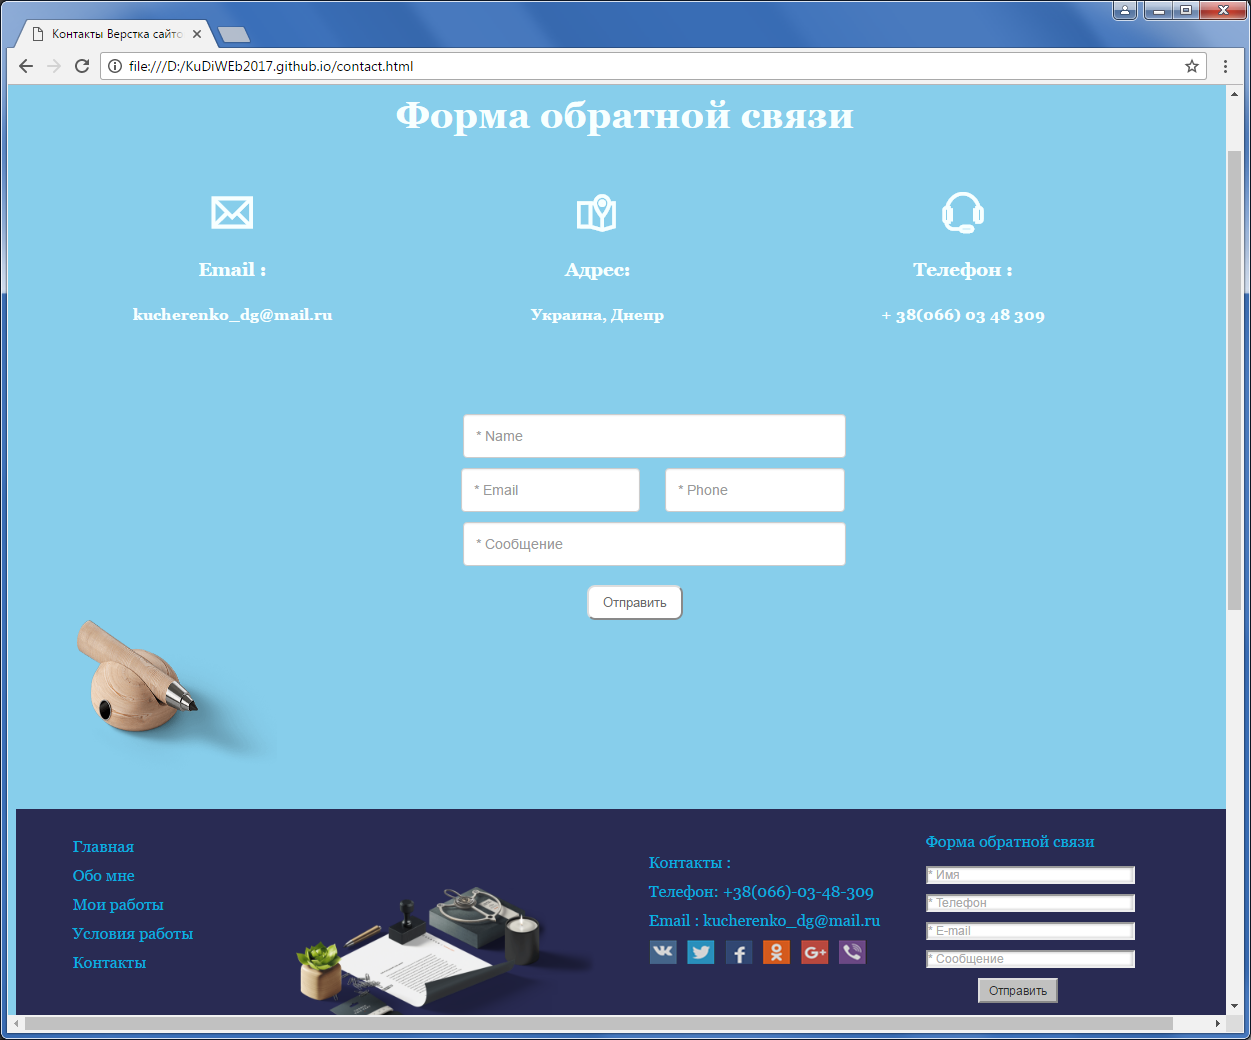 Контакты Верстка сайто
file:///D:/KuDiWEb2017.github.io/contact.html
Форма обратной связи
Email :
Адрес:
Телефон :
kucherenko_dg@mail.ru
Украина, Днепр
+ 38(066) 03 48 309
* Name
* Email
* Phone
* Сообщение
Отправить
Главная
Обо мне
Мои работы
Условия работы
Контакты
Контакты :
Телефон: +38(066)-03-48-309
Email : kucherenko_dg@mail.ru
Форма обратной связи
* Имя
* Телефон
* E-mail
* Сообщение
Отправить